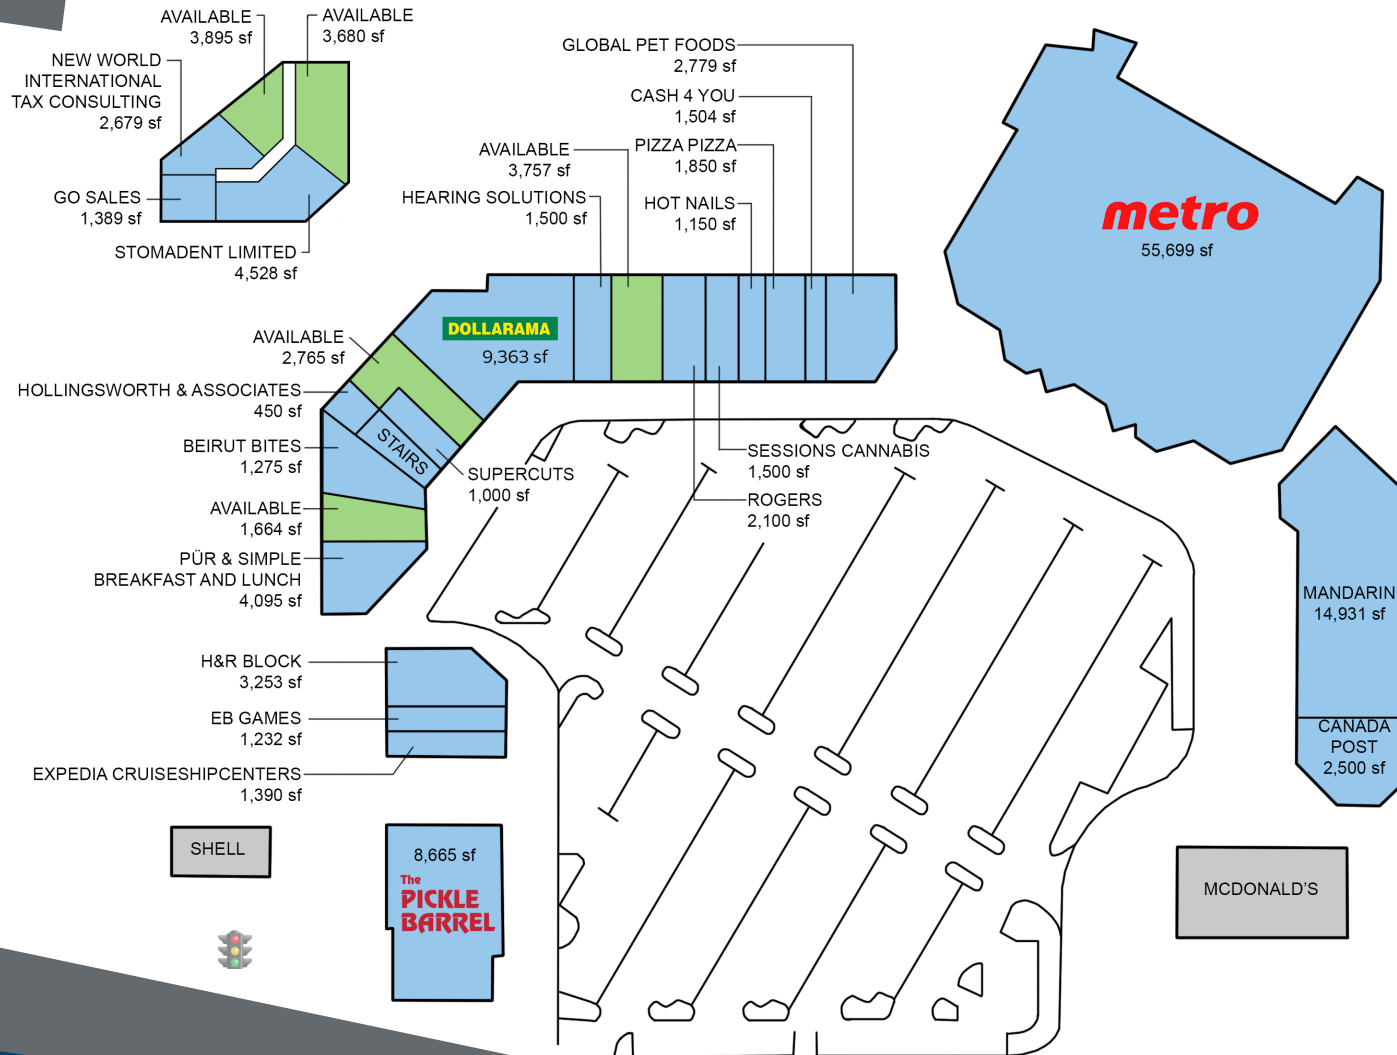 AVAILABLE
3,895 sf
AVAILABLE
3,680 sf
NEW WORLD
INTERNATIONAL
TAX CONSULTING
2,679 sf
GO SALES
1,389 sf
STOMADENT LIMITED
4,528 sf
GLOBAL PET FOODS
2,779 sf
CASH 4 YOU
1,504 sf
PIZZA PIZZA
1,850 sf
AVAILABLE
3,757 sf
HEARING SOLUTIONS
1,500 sf
HOT NAILS
1,150 sf
metro
55,699 sf
DOLLARAMA
9,363 sf
AVAILABLE
2,765 sf
HOLLINGSWORTH & ASSOCIATES
450 sf
BEIRUT BITES
1,275 sf
STAIRS
SUPERCUTS
1,000 sf
SESSIONS CANNABIS
1,500 sf
ROGERS
2,100 sf
AVAILABLE
1,664 sf
PÜR & SIMPLE
BREAKFAST AND LUNCH
4,095 sf
MANDARIN
14,931 sf
CANADA
POST
2,500 sf
H&R BLOCK
3,253 sf
EB GAMES
1,232 sf
EXPEDIA CRUISESHIPCENTERS
1,390 sf
SHELL
8,665 sf
The
PICKLE
BARREL
MCDONALD'S